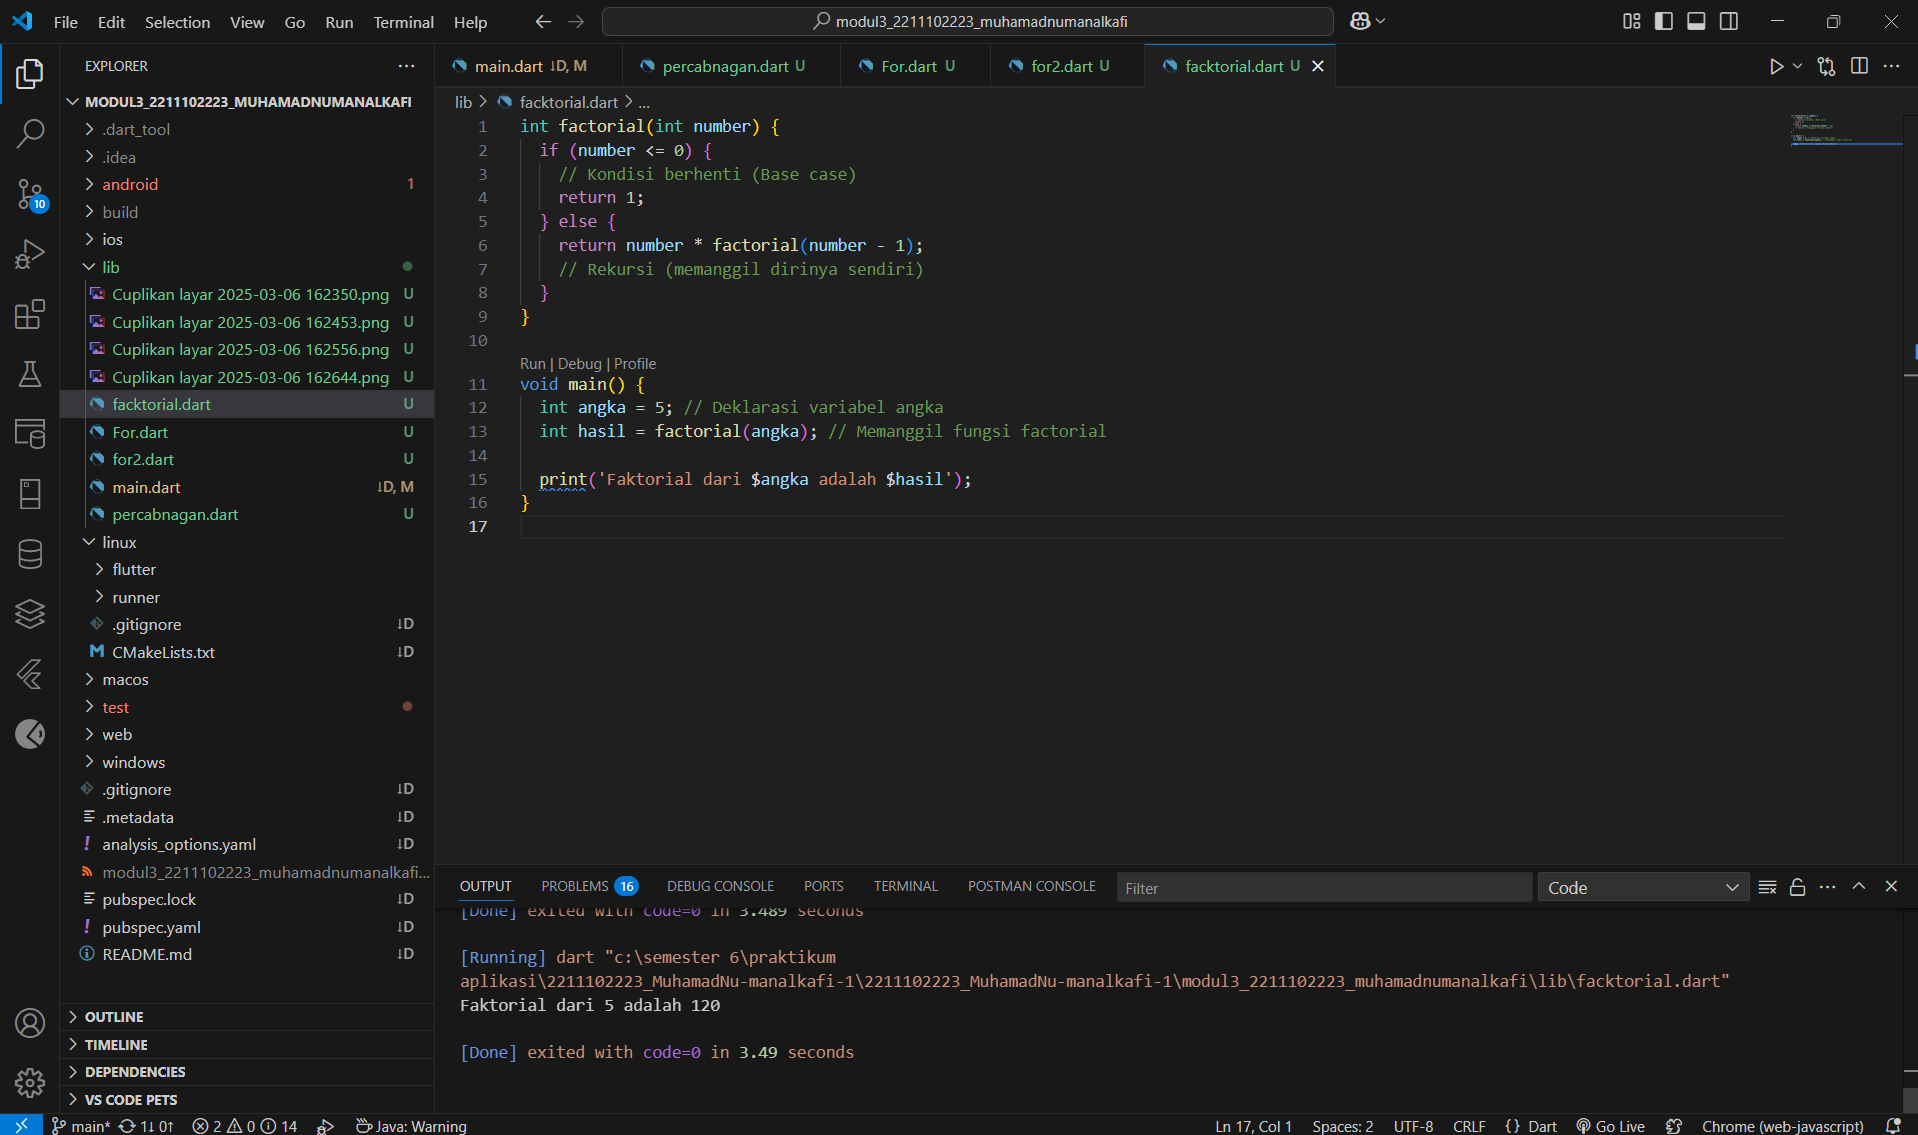 File Edit Selection View Go Run Terminal Help modul3_2211102223_muhamadnumanalkafi
EXPLORER
MODUL3_2211102223_MUHAMADNUMANALKAFI
.dart_tool
.idea
android 1
build
ios
lib
Cuplikan layar 2025-03-06 162350.png U
Cuplikan layar 2025-03-06 162453.png U
Cuplikan layar 2025-03-06 162556.png U
Cuplikan layar 2025-03-06 162644.png U
facktorial.dart U
For.dart U
for2.dart U
main.dart ↓D, M
percabnagan.dart U
linux
flutter
runner
.gitignore ↓D
CMakeLists.txt ↓D
macos
test
web
windows
.gitignore ↓D
.metadata ↓D
analysis_options.yaml ↓D
modul3_2211102223_muhamadnumanalkafi...
pubspec.lock ↓D
pubspec.yaml ↓D
README.md ↓D
OUTLINE
TIMELINE
DEPENDENCIES
VS CODE PETS
10
main.dart ↓D, M percabnagan.dart U For.dart U for2.dart U facktorial.dart U
lib > facktorial.dart > ...
1 int factorial(int number) {
2 if (number <= 0) {
3 // Kondisi berhenti (Base case)
4 return 1;
5 } else {
6 return number * factorial(number - 1);
7 // Rekursi (memanggil dirinya sendiri)
8 }
9 }
10
Run | Debug | Profile
11 void main() {
12 int angka = 5; // Deklarasi variabel angka
13 int hasil = factorial(angka); // Memanggil fungsi factorial
14
15 print('Faktorial dari $angka adalah $hasil');
16 }
17
OUTPUT PROBLEMS 16 DEBUG CONSOLE PORTS TERMINAL POSTMAN CONSOLE Filter Code
[Done] exited with code=0 in 3.489 seconds
[Running] dart "c:\semester 6\praktikum
aplikasi\2211102223_MuhamadNu-manalkafi-1\2211102223_MuhamadNu-manalkafi-1\modul3_2211102223_muhamadnumanalkafi\lib\facktorial.dart"
Faktorial dari 5 adalah 120
[Done] exited with code=0 in 3.49 seconds
main* 1↓ 0↑ 2 0 14 Java: Warning Ln 17, Col 1 Spaces: 2 UTF-8 CRLF {} Dart Go Live Chrome (web-javascript)